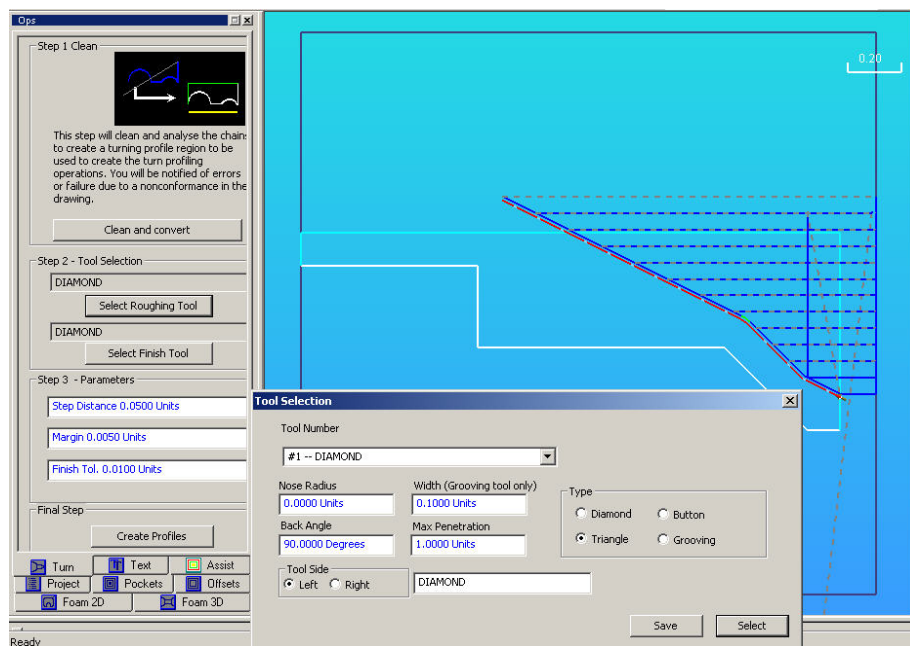 Ops
Step 1 Clean
This step will clean and analyse the chain
to create a turning profile region to be
used to create the turn profiling
operations. You will be notified of errors
or failure due to a nonconformance in the
drawing.
Clean and convert
Step 2 - Tool Selection
DIAMOND
Select Roughing Tool
DIAMOND
Select Finish Tool
Step 3 - Parameters
Step Distance 0.0500 Units
Margin 0.0050 Units
Finish Tol. 0.0100 Units
Final Step
Create Profiles
Turn Text Assist
Project Pockets Offsets
Foam 2D Foam 3D
Ready
0.20
Tool Selection
Tool Number
#1 -- DIAMOND
Nose Radius Width (Grooving tool only)
0.0000 Units 0.1000 Units
Back Angle Max Penetration
90.0000 Degrees 1.0000 Units
Type
Diamond Button
Triangle Grooving
Tool Side
Left Right DIAMOND
Save Select